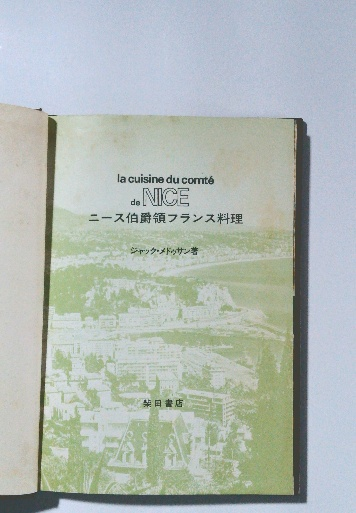 la cuisine du comté
de NICE
ニース伯爵領フランス料理
ジャック・メドゥサン著
柴田書店